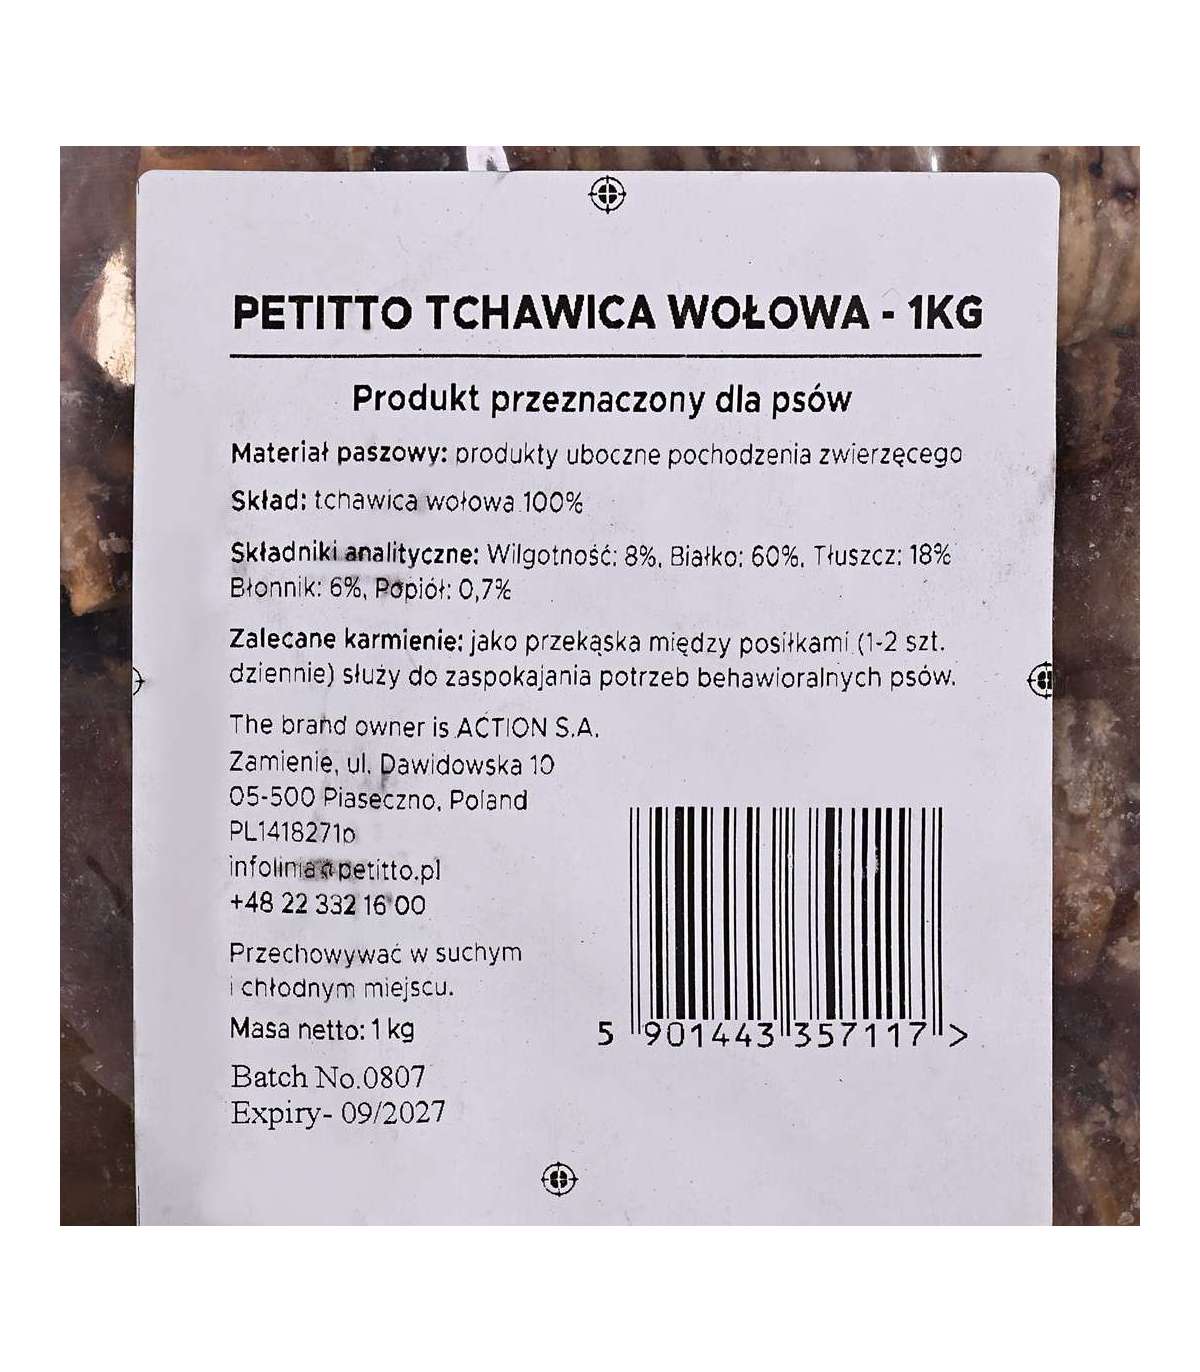 PETITTO TCHAWICA WOŁOWA - 1KG
Produkt przeznaczony dla psów
Materiał paszowy: produkty uboczne pochodzenia zwierzęcego
Skład: tchawica wołowa 100%
Składniki analityczne: Wilgotność: 8%, Białko: 60%, Tłuszcz: 18%
Błonnik: 6%, Popiół: 0,7%
Zalecane karmienie: jako przekąska między posiłkami (1-2 szt.
dziennie) służy do zaspokajania potrzeb behawioralnych psów.
The brand owner is ACTION S.A.
Zamienie, ul. Dawidowska 10
05-500 Piaseczno, Poland
PL1418271p
infolinia@petitto.pl
+48 22 332 16 00
Przechowywać w suchym
i chłodnym miejscu.
Masa netto: 1 kg
5 901443 357117 >
Batch No.0807
Expiry- 09/2027